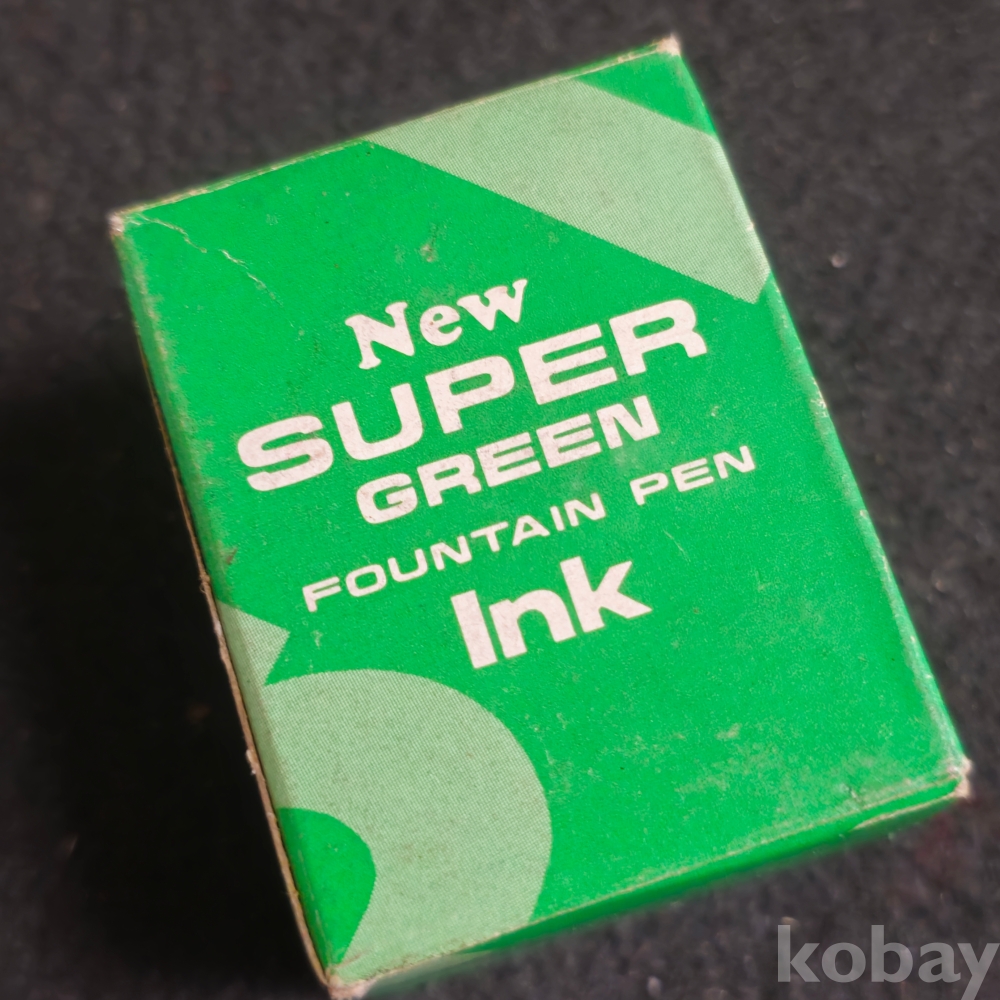 New
SUPER
GREEN
FOUNTAIN PEN
Ink
kobay